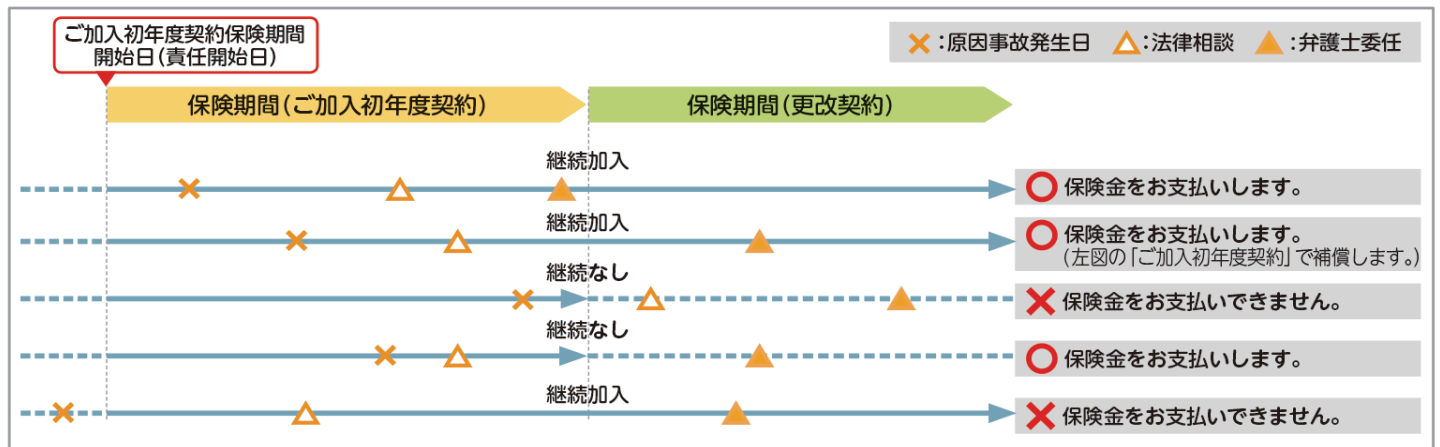 ご加入初年度契約保険期間
開始日(責任開始日)
×:原因事故発生日 △:法律相談 ▲:弁護士委任
保険期間(ご加入初年度契約)
保険期間(更改契約)
継続加入
保険金をお支払いします。
継続加入
保険金をお支払いします。
(左図の「ご加入初年度契約」で補償します。)
継続なし
保険金をお支払いできません。
継続なし
保険金をお支払いします。
継続加入
保険金をお支払いできません。